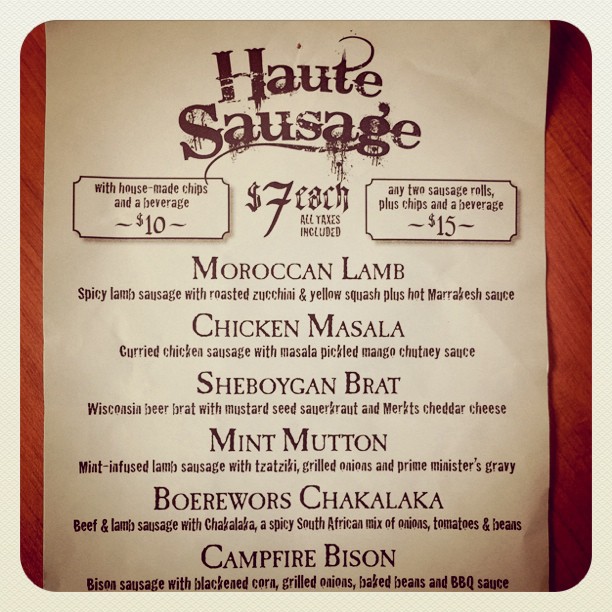 Haute
Sausage
with house-made chips
and a beverage
~$10~
$7 each
ALL TAXES
INCLUDED
any two sausage rolls,
plus chips and a beverage
~$15~
MOROCCAN LAMB
Spicy lamb sausage with roasted zucchini & yellow squash plus hot Marrakesh sauce
CHICKEN MASALA
Curried chicken sausage with masala pickled mango chutney sauce
SHEBOYGAN BRAT
Wisconsin beer brat with mustard seed sauerkraut and Merkts cheddar cheese
MINT MUTTON
Mint-infused lamb sausage with tzatziki, grilled onions and prime minister's gravy
BOEREWORS CHAKALAKA
Beef & lamb sausage with Chakalaka, a spicy South African mix of onions, tomatoes & beans
CAMPFIRE BISON
Bison sausage with blackened corn, grilled onions, baked beans and BBQ sauce